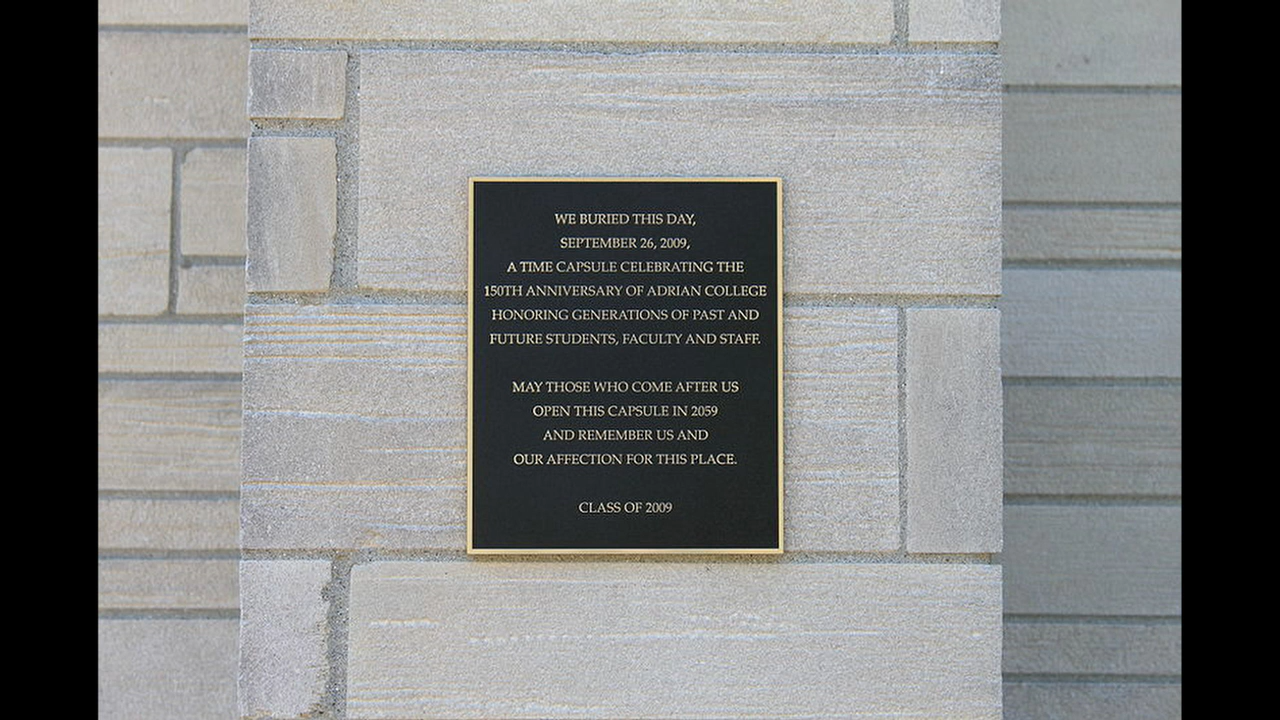 WE BURIED THIS DAY,
SEPTEMBER 26, 2009,
A TIME CAPSULE CELEBRATING THE
150TH ANNIVERSARY OF ADRIAN COLLEGE
HONORING GENERATIONS OF PAST AND
FUTURE STUDENTS, FACULTY AND STAFF.
MAY THOSE WHO COME AFTER US
OPEN THIS CAPSULE IN 2059
AND REMEMBER US AND
OUR AFFECTION FOR THIS PLACE.
CLASS OF 2009